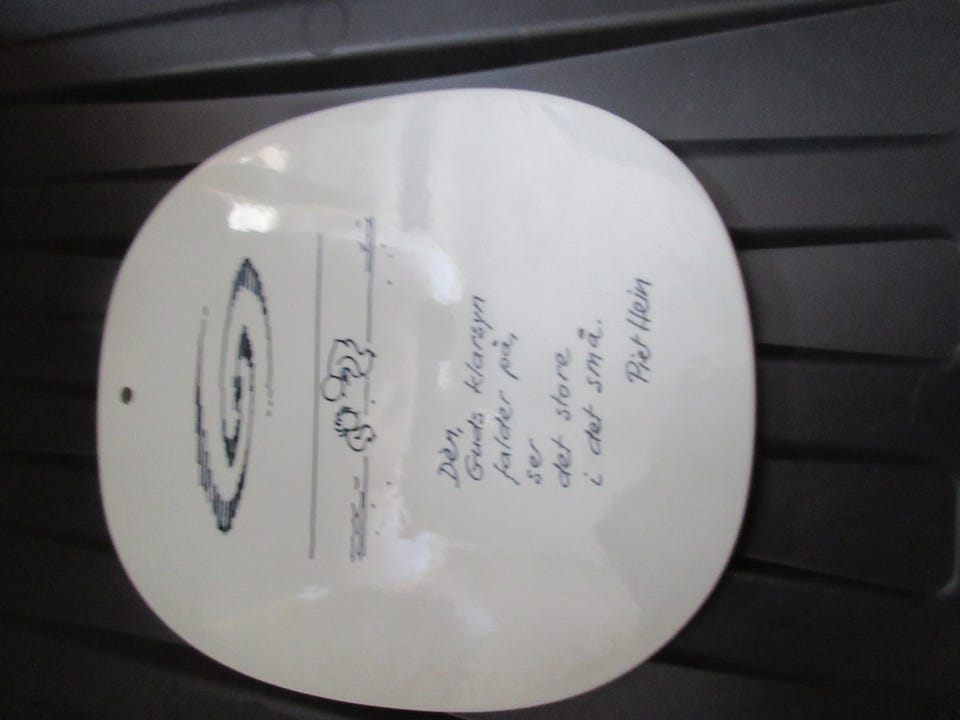 Den,
Guds klarsyn
falder på,
ser
det store
i det små.
Piet Hein